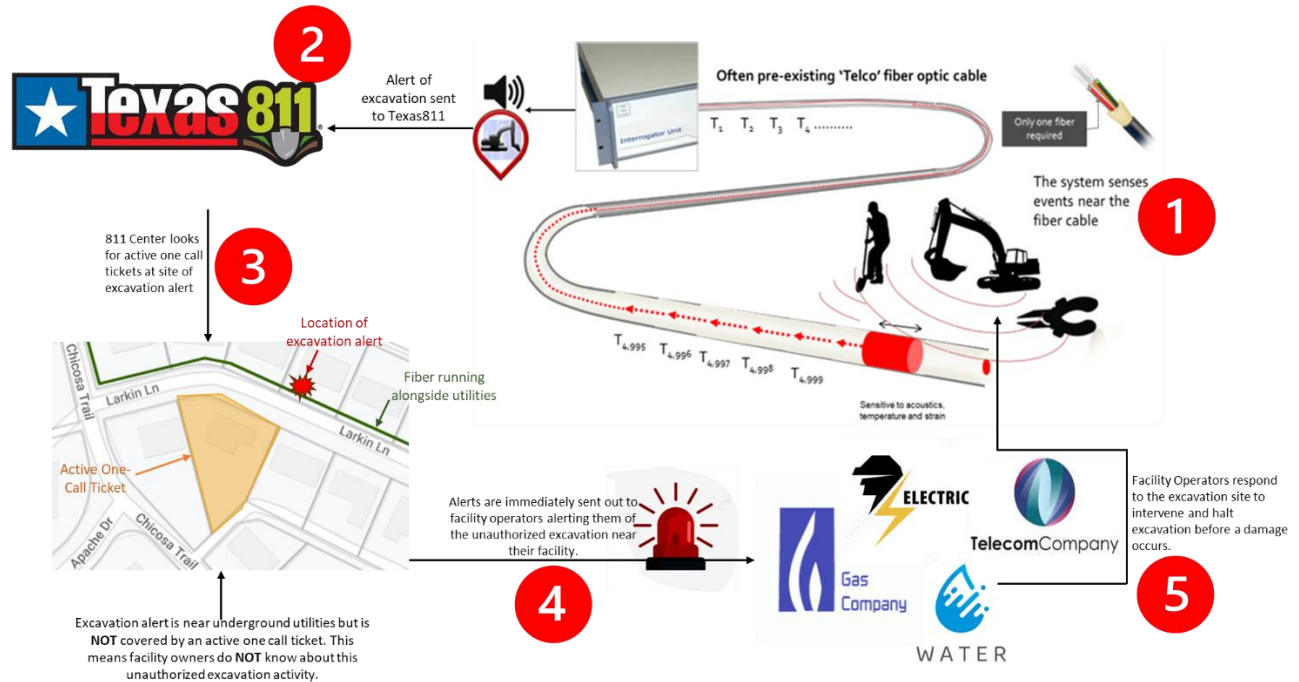 2
Texas811
Alert of
excavation sent
to Texas811
Interrogator Unit
Often pre-existing 'Telco' fiber optic cable
T₁ T₂ T₃ T₄ ..........
Only one fiber
required
The system senses
events near the
fiber cable
1
T₄.₉₉₅ T₄.₉₉₆ T₄.₉₉₇ T₄.₉₉₈ T₄.₉₉₉
Sensitive to acoustics,
temperature and strain
811 Center looks
for active one call
tickets at site of
excavation alert
3
Location of
excavation alert
Fiber running
alongside utilities
Chicosa Trail
Larkin Ln
Larkin Ln
Active One-
Call Ticket
Apache Dr
Chicosa Trail
Excavation alert is near underground utilities but is
NOT covered by an active one call ticket. This
means facility owners do NOT know about this
unauthorized excavation activity.
Alerts are immediately sent out to
facility operators alerting them of
the unauthorized excavation near
their facility.
4
ELECTRIC
Gas
Company
TelecomCompany
WATER
Facility Operators respond
to the excavation site to
intervene and halt
excavation before a damage
occurs.
5